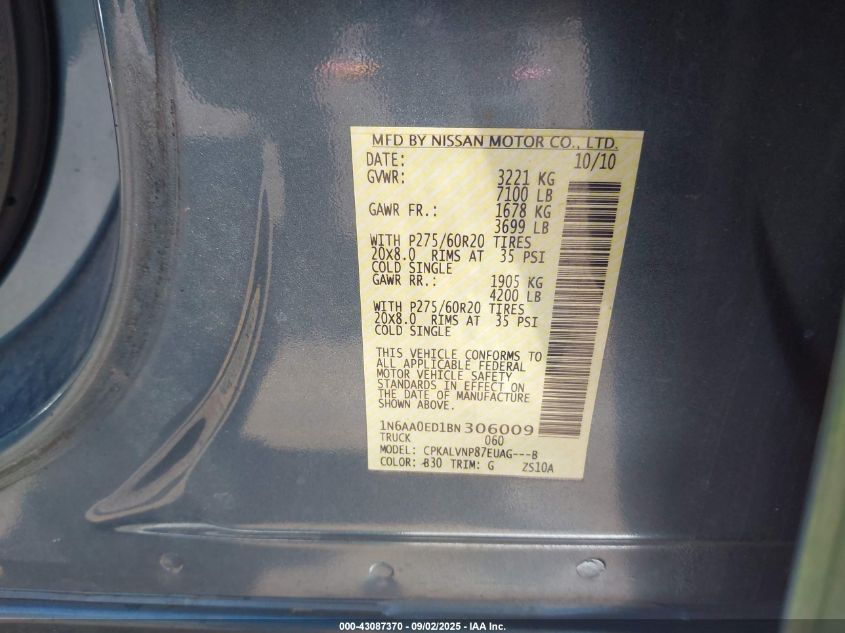 MFD BY NISSAN MOTOR CO., LTD.
DATE: 10/10
GVWR: 3221 KG
7100 LB
GAWR FR.: 1678 KG
3699 LB
WITH P275/60R20 TIRES
20X8.0 RIMS AT 35 PSI
COLD SINGLE
GAWR RR.: 1905 KG
4200 LB
WITH P275/60R20 TIRES
20X8.0 RIMS AT 35 PSI
COLD SINGLE
THIS VEHICLE CONFORMS TO
ALL APPLICABLE FEDERAL
MOTOR VEHICLE SAFETY
STANDARDS IN EFFECT ON
THE DATE OF MANUFACTURE
SHOWN ABOVE.
1N6AA0ED1BN306009
TRUCK 060
MODEL: CPKALVNP87EUAG---B
COLOR: B30 TRIM: G ZS10A
000-43087370 - 09/02/2025 - IAA Inc.